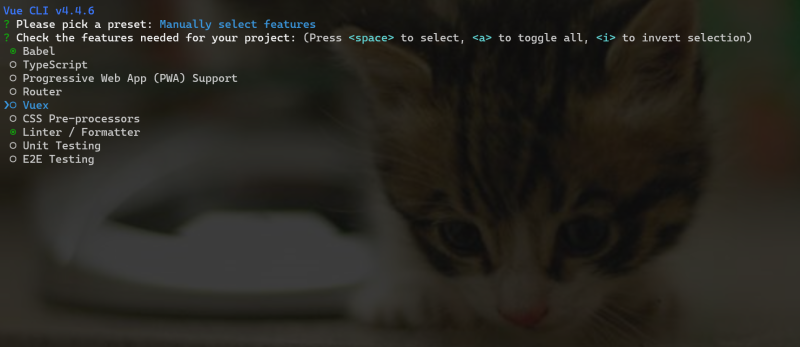 Vue CLI v4.4.6
? Please pick a preset: Manually select features
? Check the features needed for your project: (Press <space> to select, <a> to toggle all, <i> to invert selection)
◉ Babel
◯ TypeScript
◯ Progressive Web App (PWA) Support
◯ Router
❯◯ Vuex
◯ CSS Pre-processors
◉ Linter / Formatter
◯ Unit Testing
◯ E2E Testing